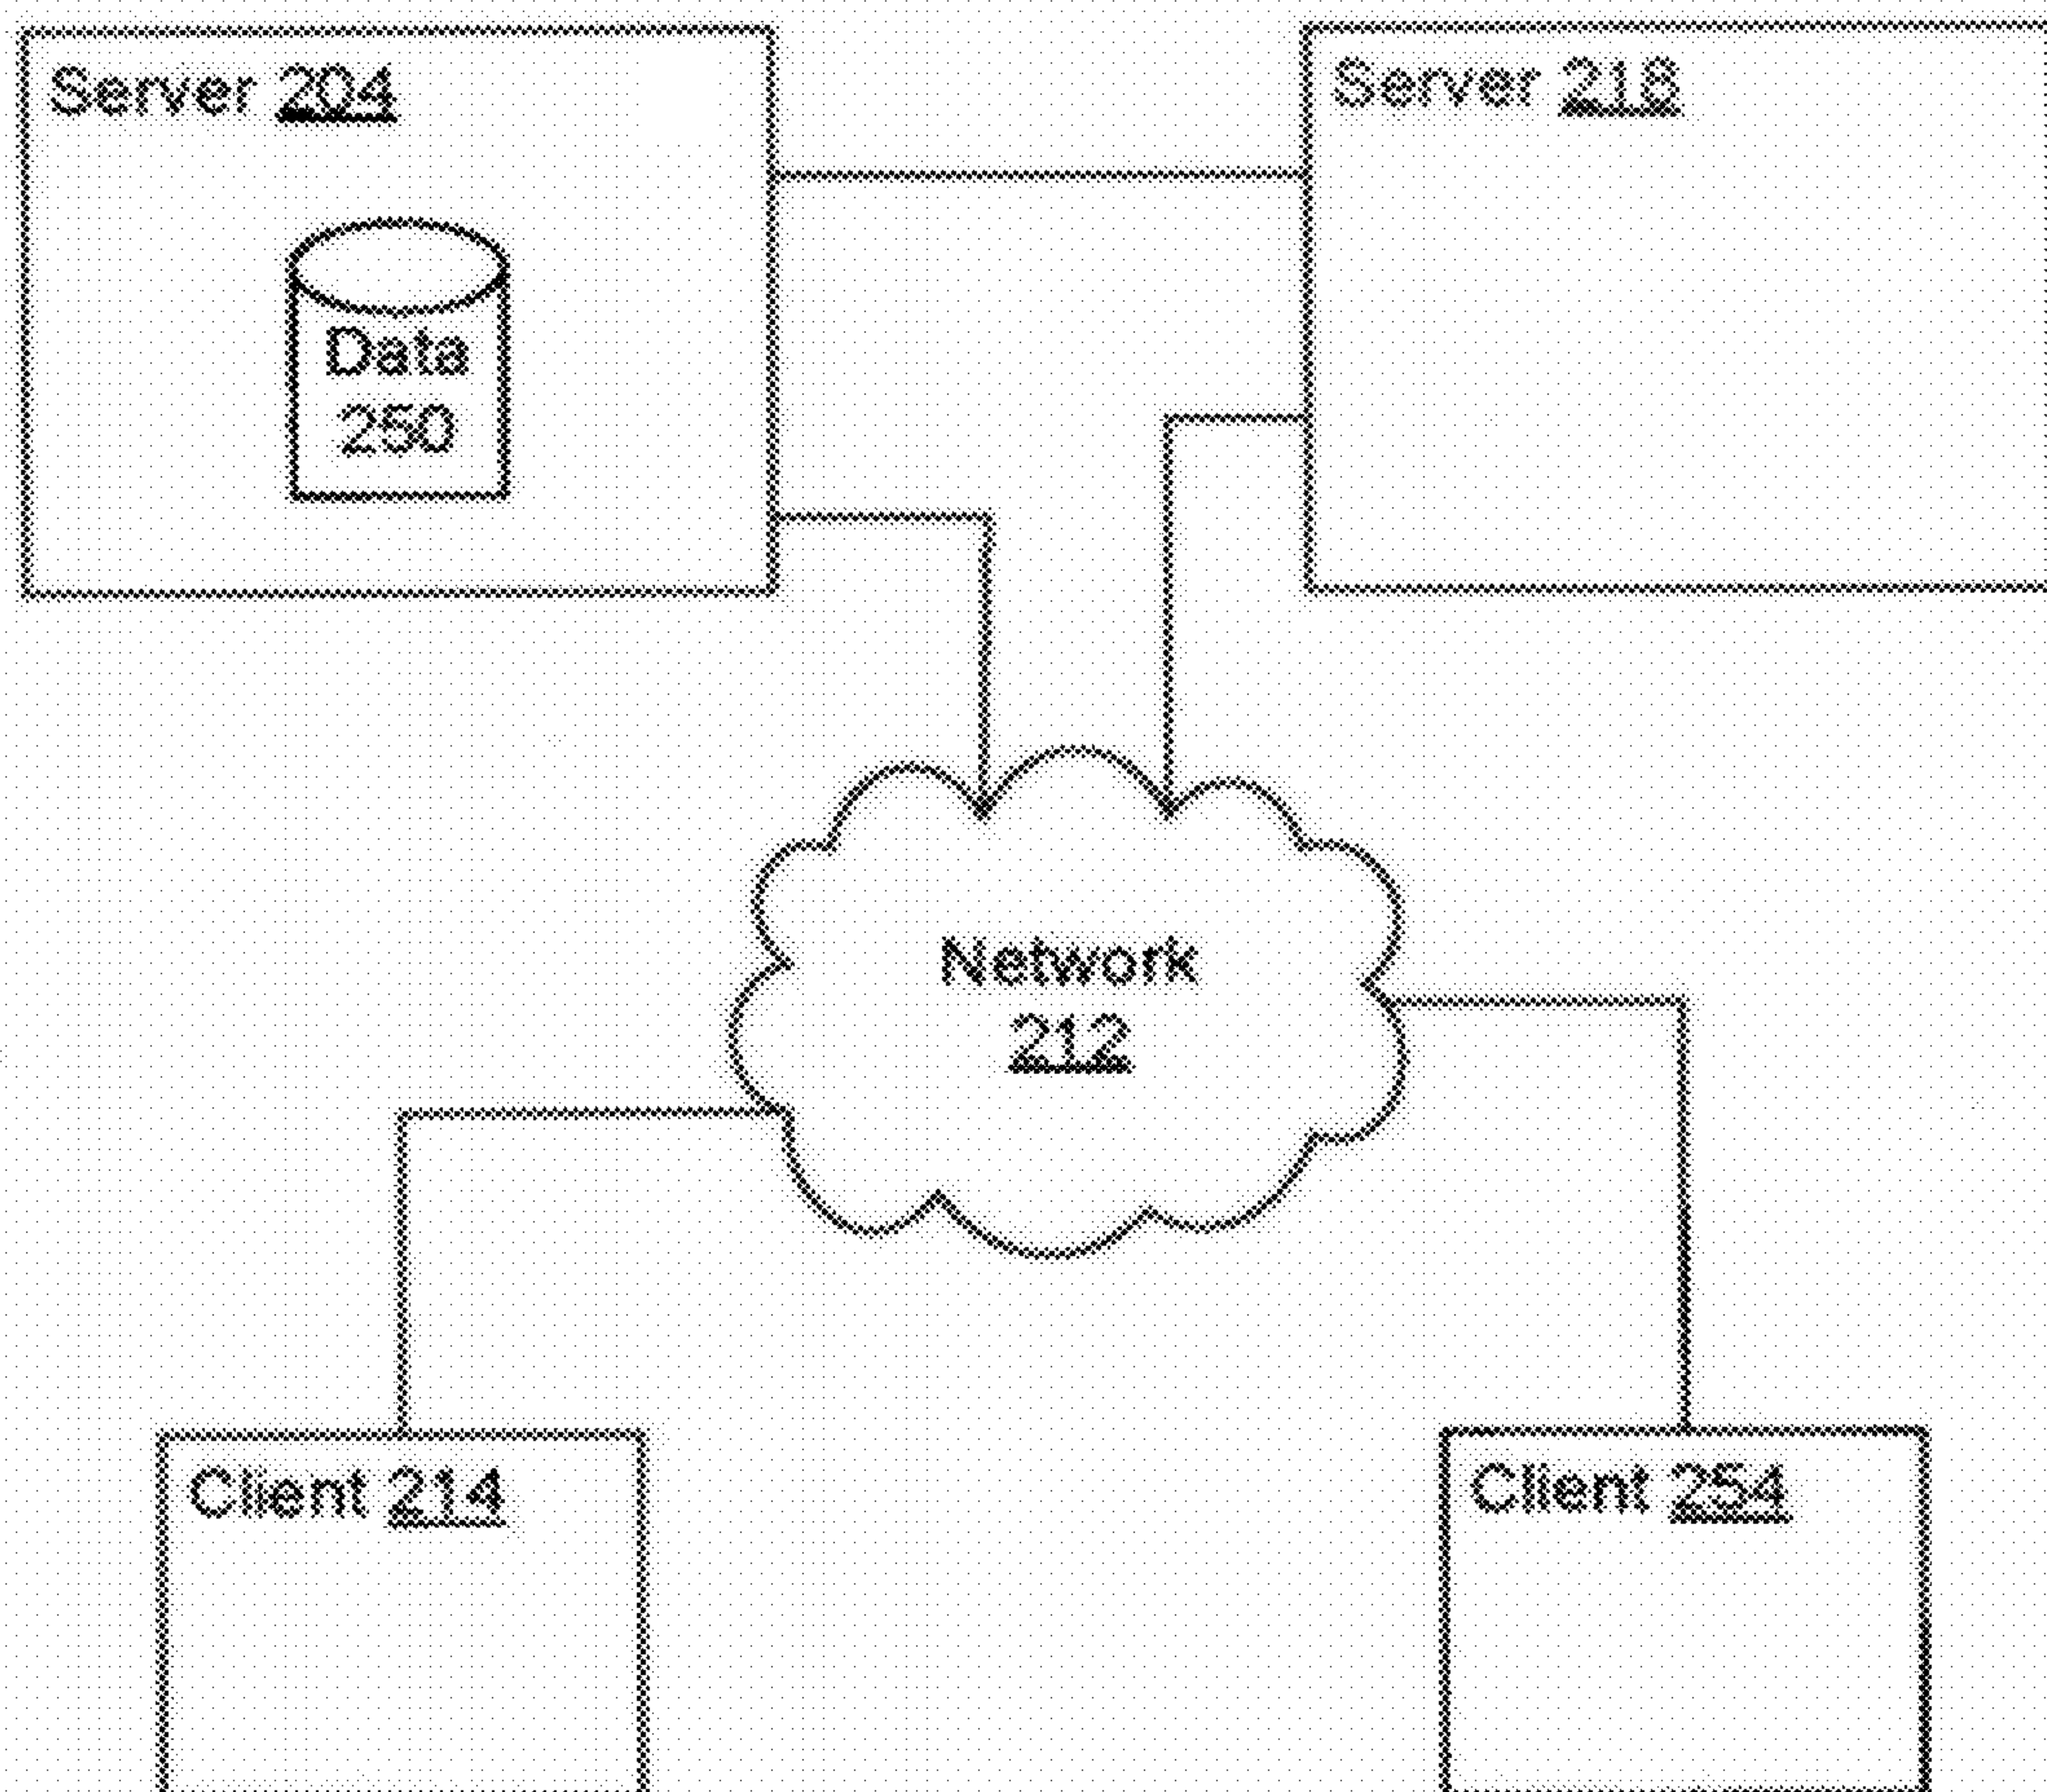 Server 204
Server 218
Data
250
Network
212
Client 214
Client 254